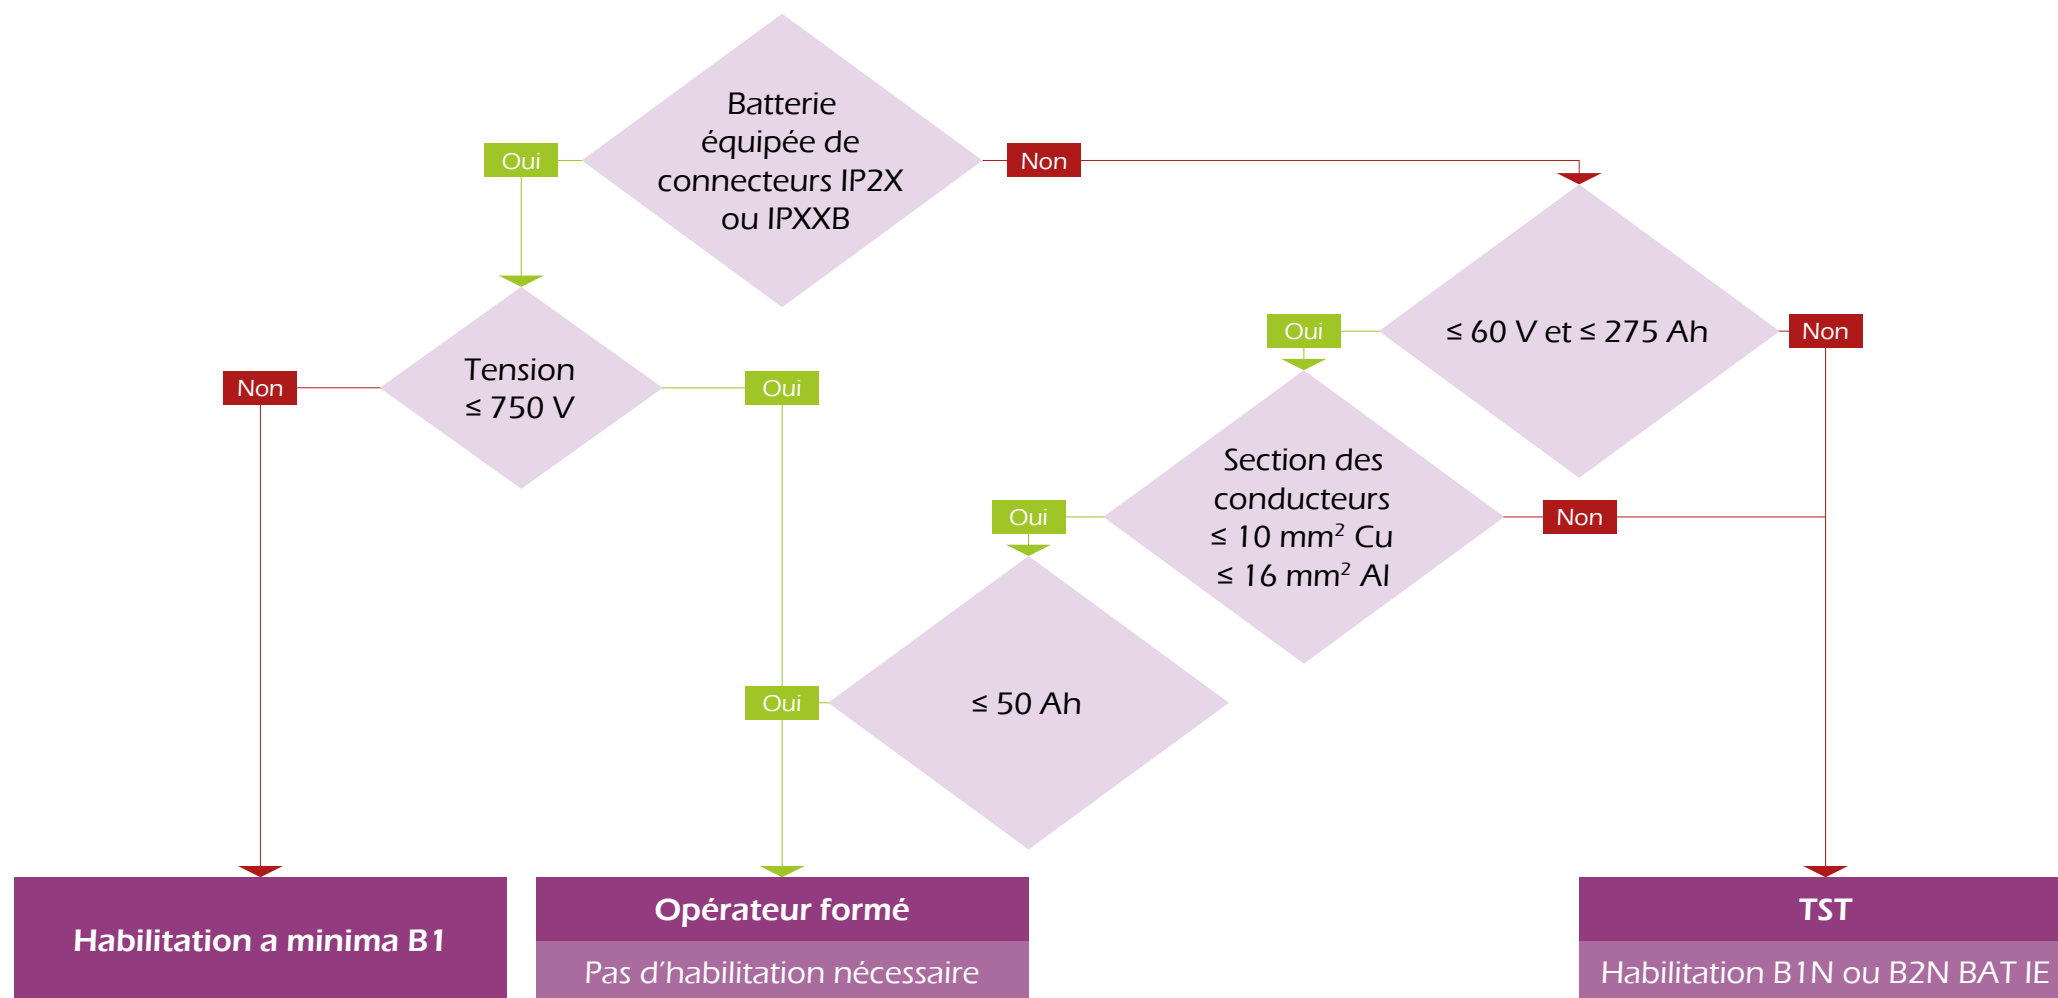 Batterie
équipée de
connecteurs IP2X
ou IPXXB
Oui
Non
Tension
≤ 750 V
Non
Oui
≤ 60 V et ≤ 275 Ah
Oui
Non
Section des
conducteurs
≤ 10 mm² Cu
≤ 16 mm² Al
Oui
Non
≤ 50 Ah
Oui
Habilitation a minima B1
Opérateur formé
Pas d’habilitation nécessaire
TST
Habilitation B1N ou B2N BAT IE